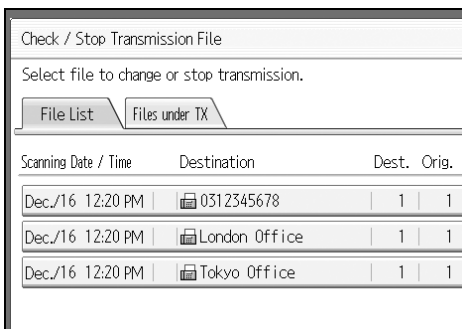 Check / Stop Transmission File
Select file to change or stop transmission.
File List Files under TX
Scanning Date / Time Destination Dest. Orig.
Dec./16 12:20 PM 0312345678 1 1
Dec./16 12:20 PM London Office 1 1
Dec./16 12:20 PM Tokyo Office 1 1